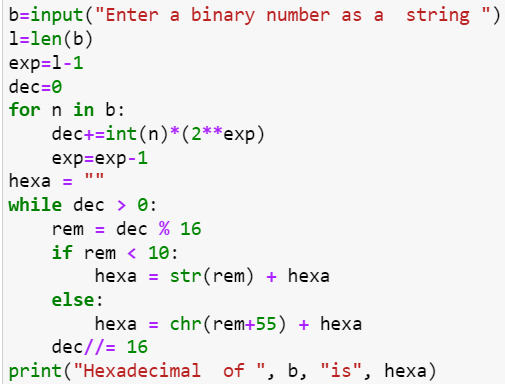 b=input("Enter a binary number as a  string ")
l=len(b)
exp=l-1
dec=0
for n in b:
    dec+=int(n)*(2**exp)
    exp=exp-1
hexa = ""
while dec > 0:
    rem = dec % 16
    if rem < 10:
        hexa = str(rem) + hexa
    else:
        hexa = chr(rem+55) + hexa
    dec//= 16
print("Hexadecimal  of ", b, "is", hexa)